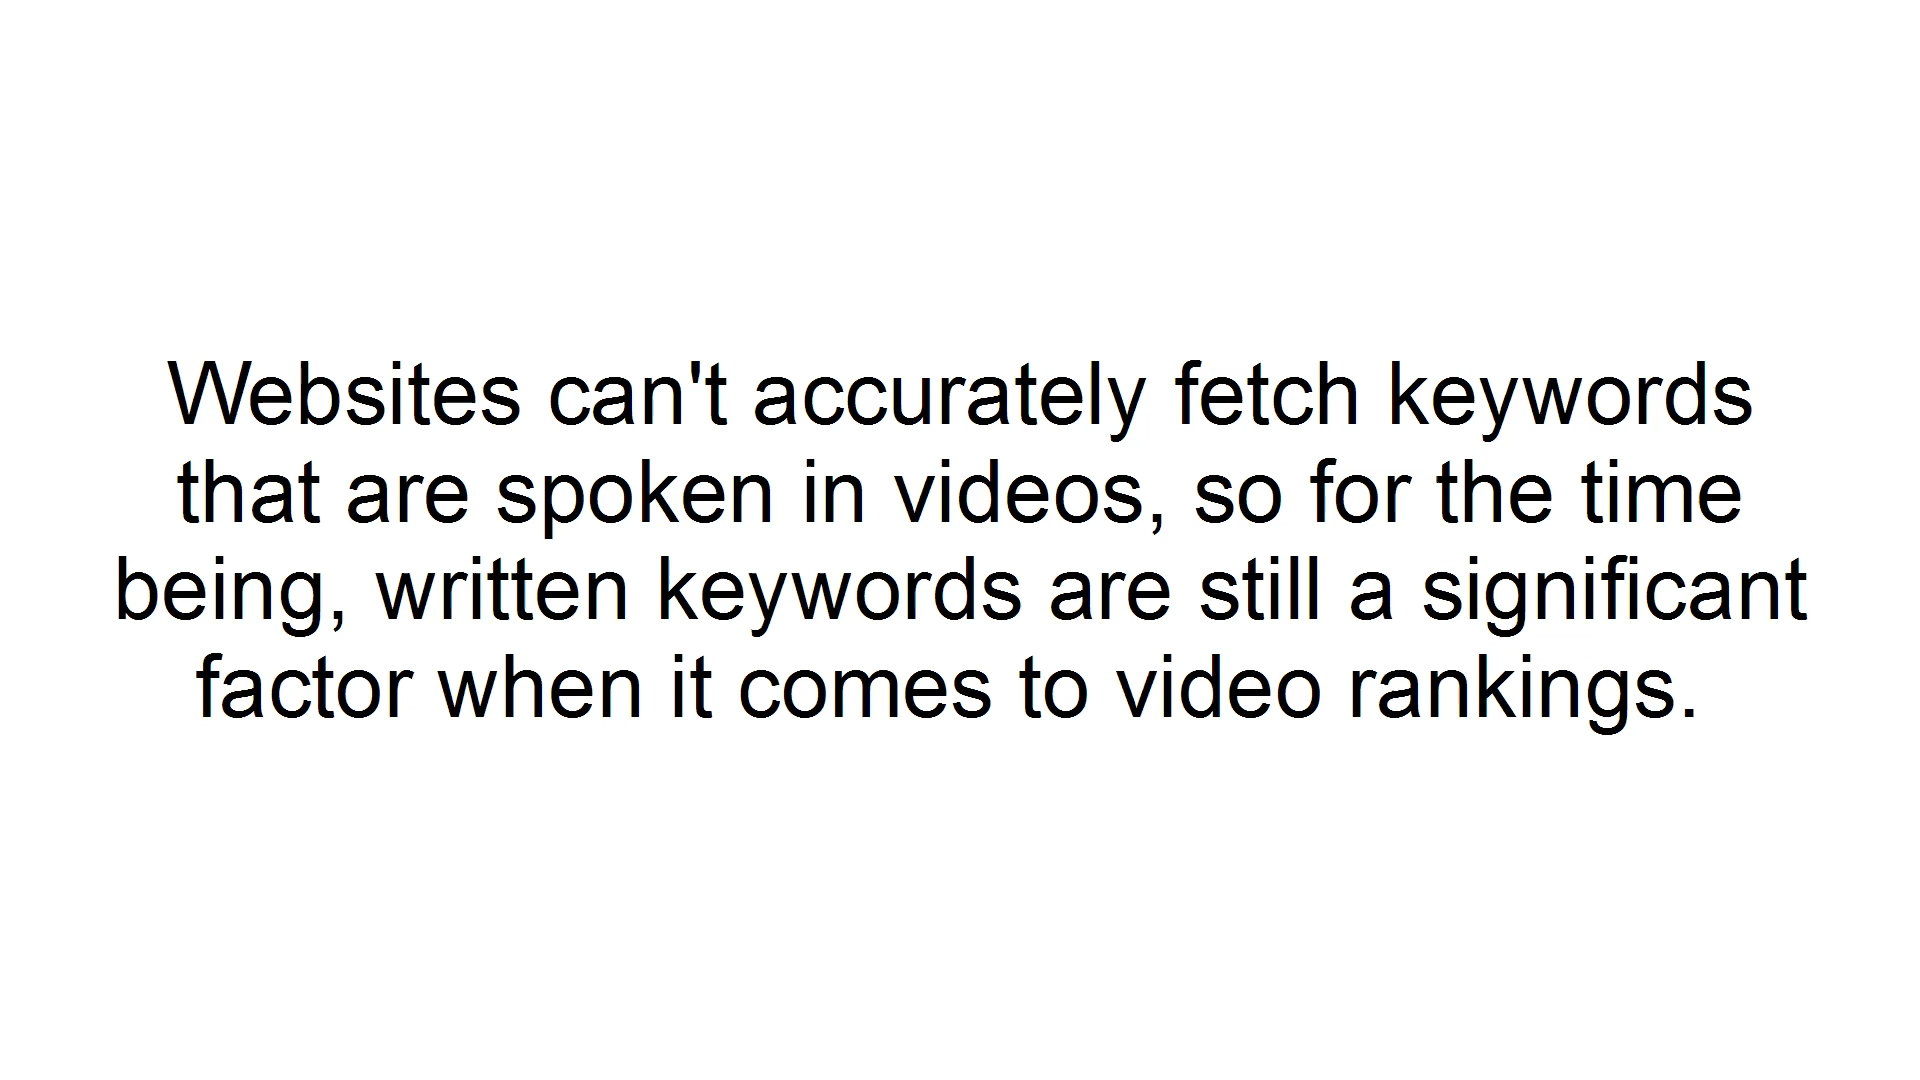 Websites can't accurately fetch keywords
that are spoken in videos, so for the time
being, written keywords are still a significant
factor when it comes to video rankings.